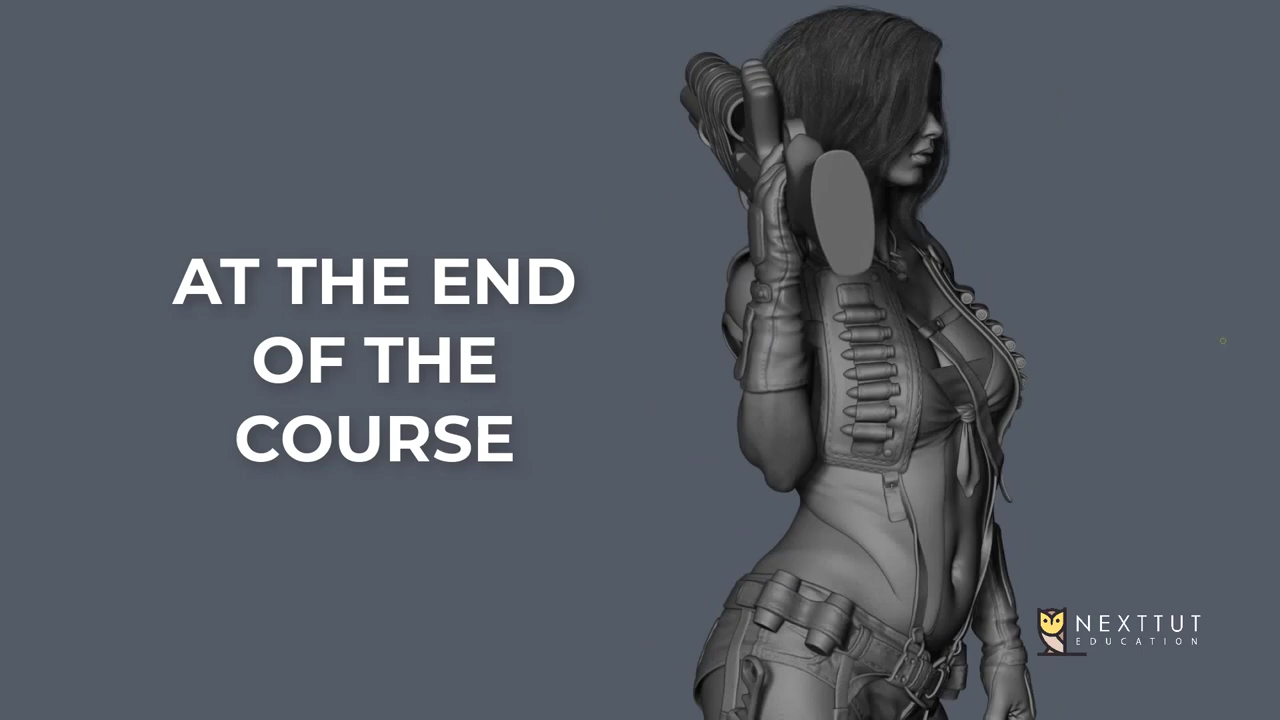 AT THE END
OF THE
COURSE
NEXTTUT
EDUCATION